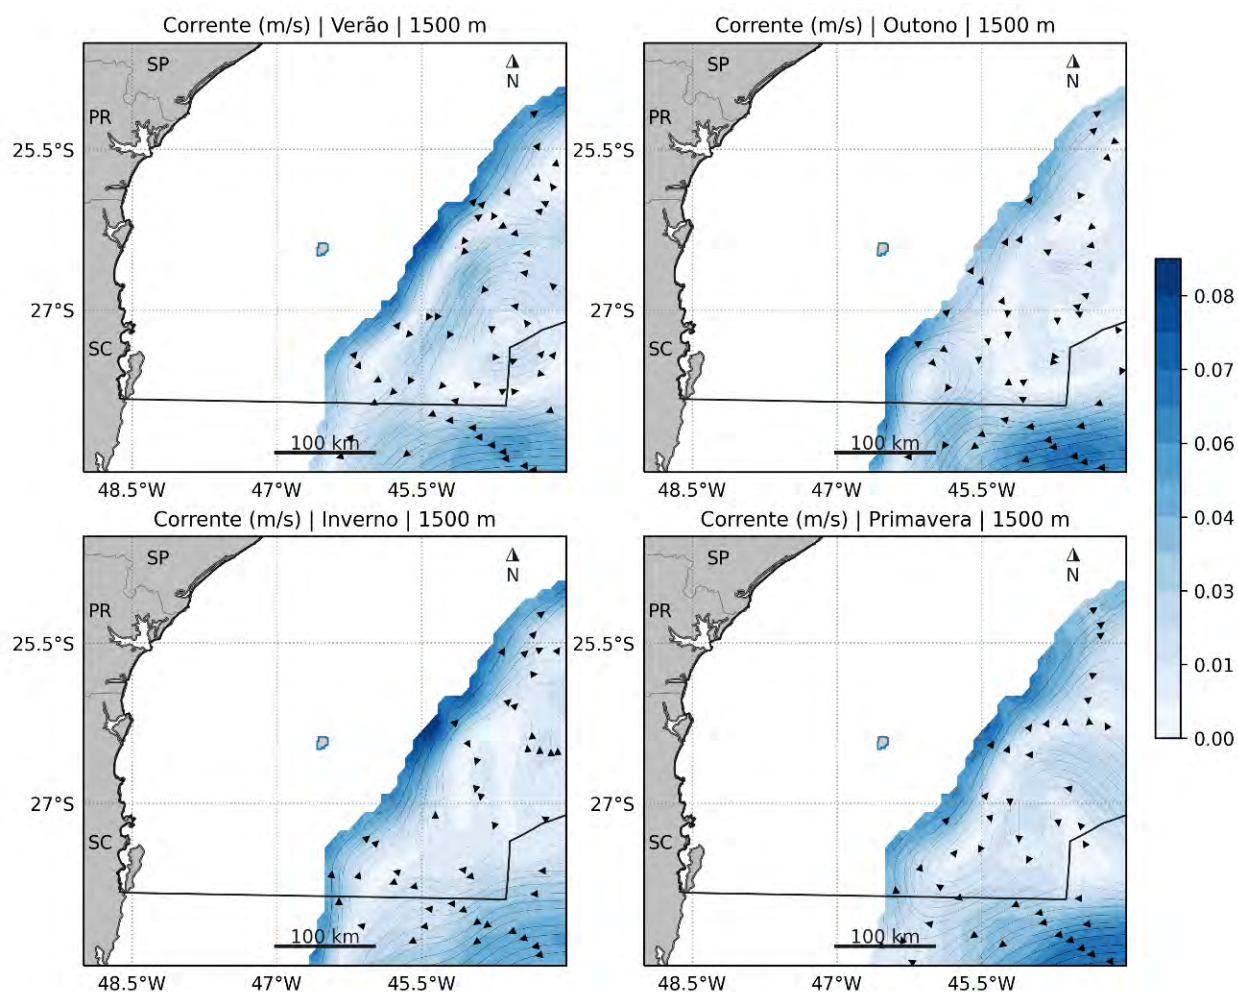 Corrente (m/s) | Verão | 1500 m
SP
N
PR
25.5°S
27°S
SC
100 km
48.5°W
47°W
45.5°W
Corrente (m/s) | Outono | 1500 m
SP
N
PR
25.5°S
27°S
SC
100 km
48.5°W
47°W
45.5°W
Corrente (m/s) | Inverno | 1500 m
SP
N
PR
25.5°S
27°S
SC
100 km
48.5°W
47°W
45.5°W
Corrente (m/s) | Primavera | 1500 m
SP
N
PR
25.5°S
27°S
SC
100 km
48.5°W
47°W
45.5°W
0.08
0.07
0.06
0.04
0.03
0.01
0.00